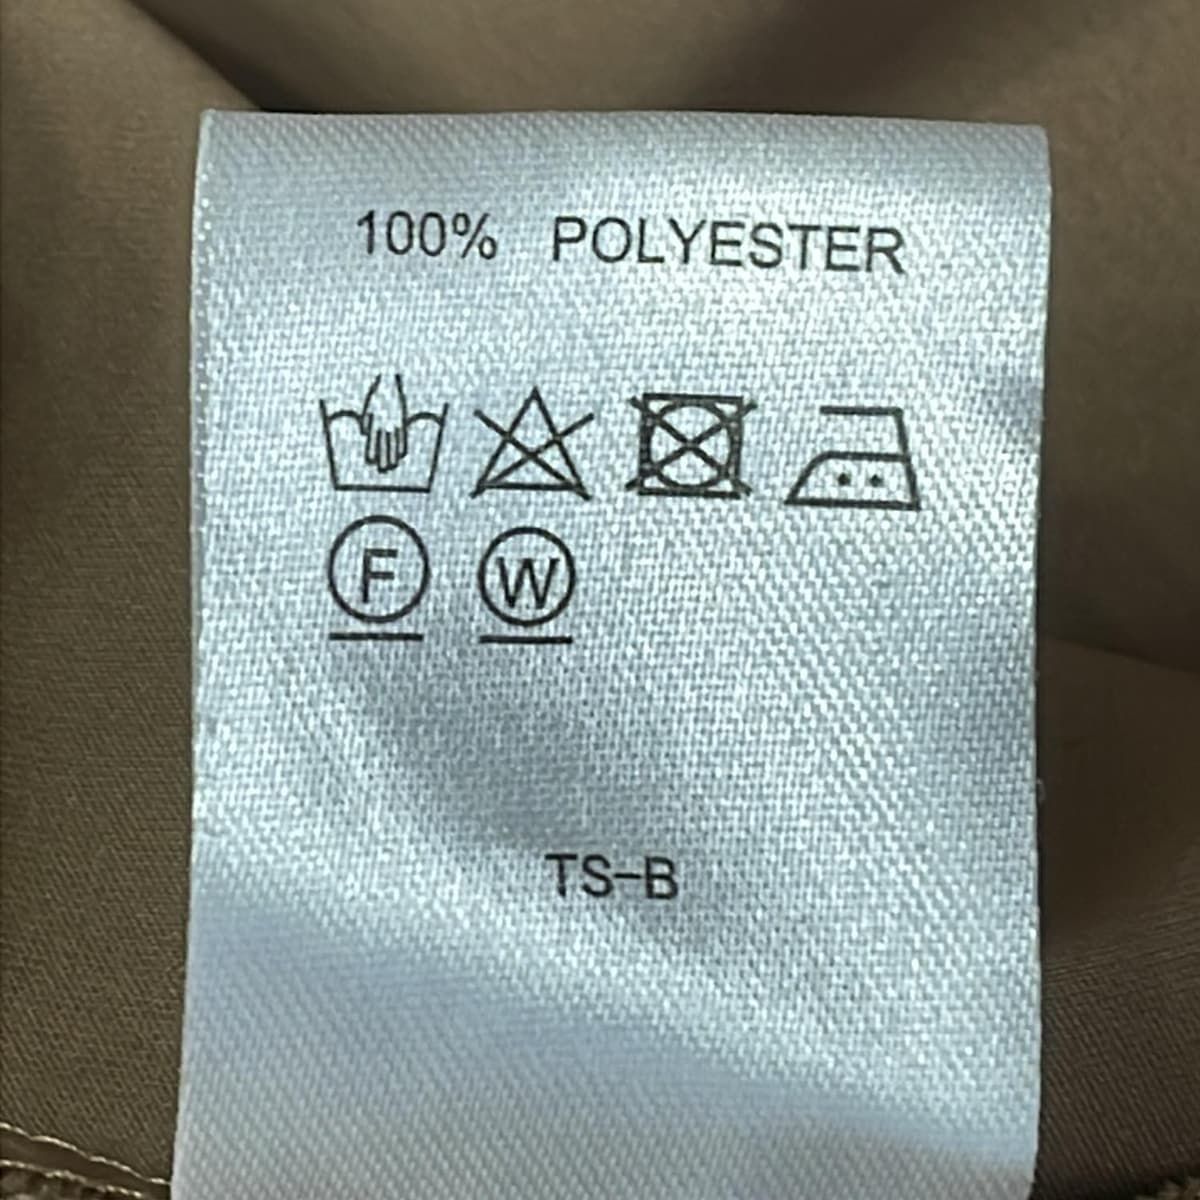 100% POLYESTER
F W
TS-B